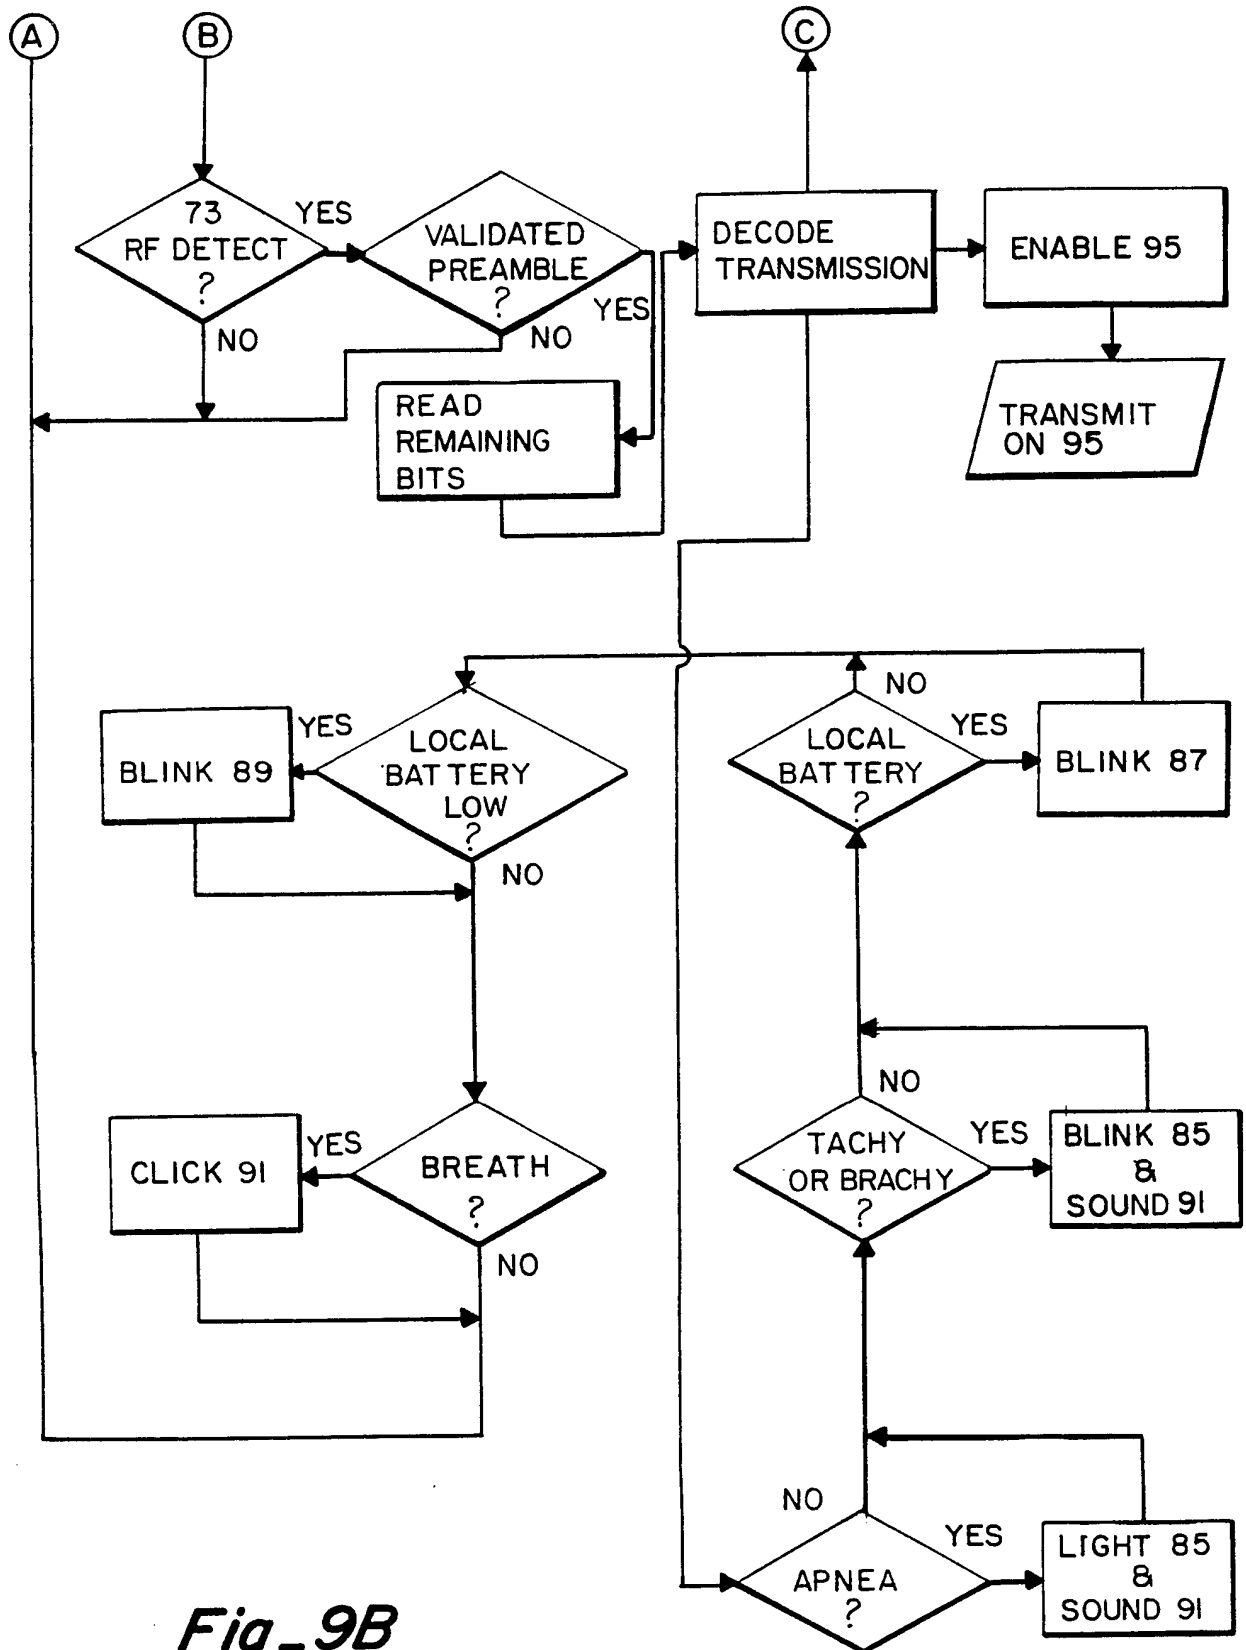 A
B
C
73
RF DETECT
?
YES
NO
VALIDATED
PREAMBLE
?
YES
NO
READ
REMAINING
BITS
DECODE
TRANSMISSION
ENABLE 95
TRANSMIT
ON 95
BLINK 89
YES
LOCAL
BATTERY
LOW
?
NO
NO
LOCAL
BATTERY
?
YES
BLINK 87
CLICK 91
YES
BREATH
?
NO
NO
TACHY
OR BRACHY
?
YES
BLINK 85
&
SOUND 91
NO
APNEA
?
YES
LIGHT 85
&
SOUND 91
Fig_9B